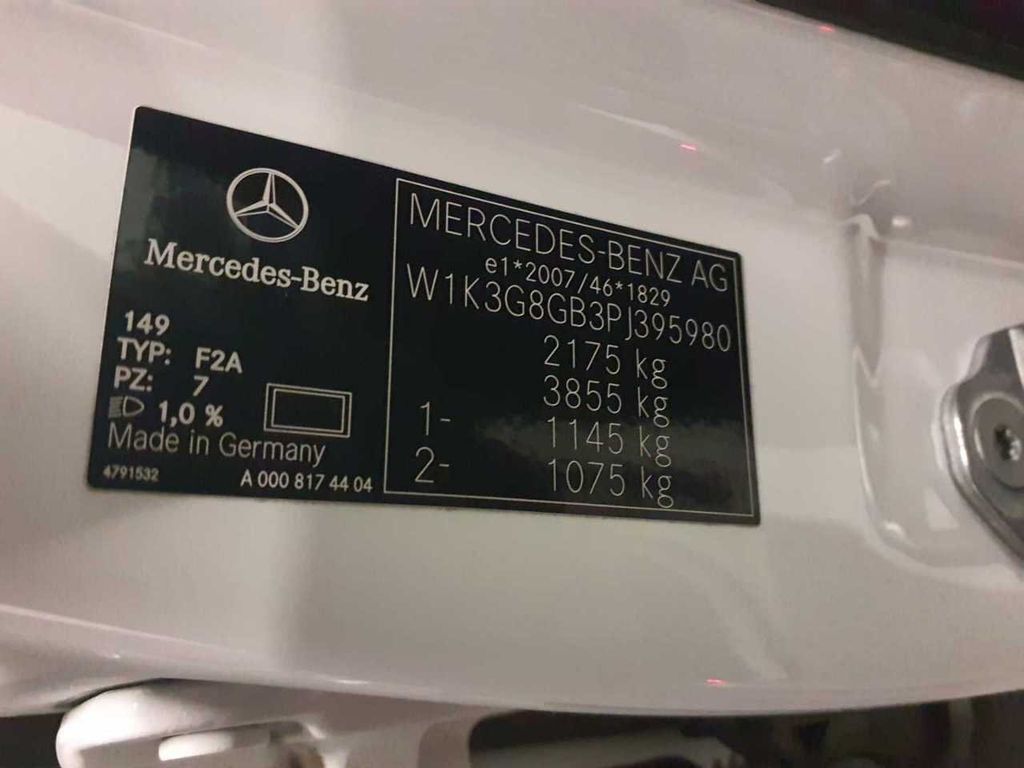 Mercedes-Benz
149
TYP: F2A
PZ: 7
1,0 %
Made in Germany
4791532 A 000 817 44 04
MERCEDES-BENZ AG
e1*2007/46*1829
W1K3G8GB3PJ395980
2175 kg
3855 kg
1- 1145 kg
2- 1075 kg